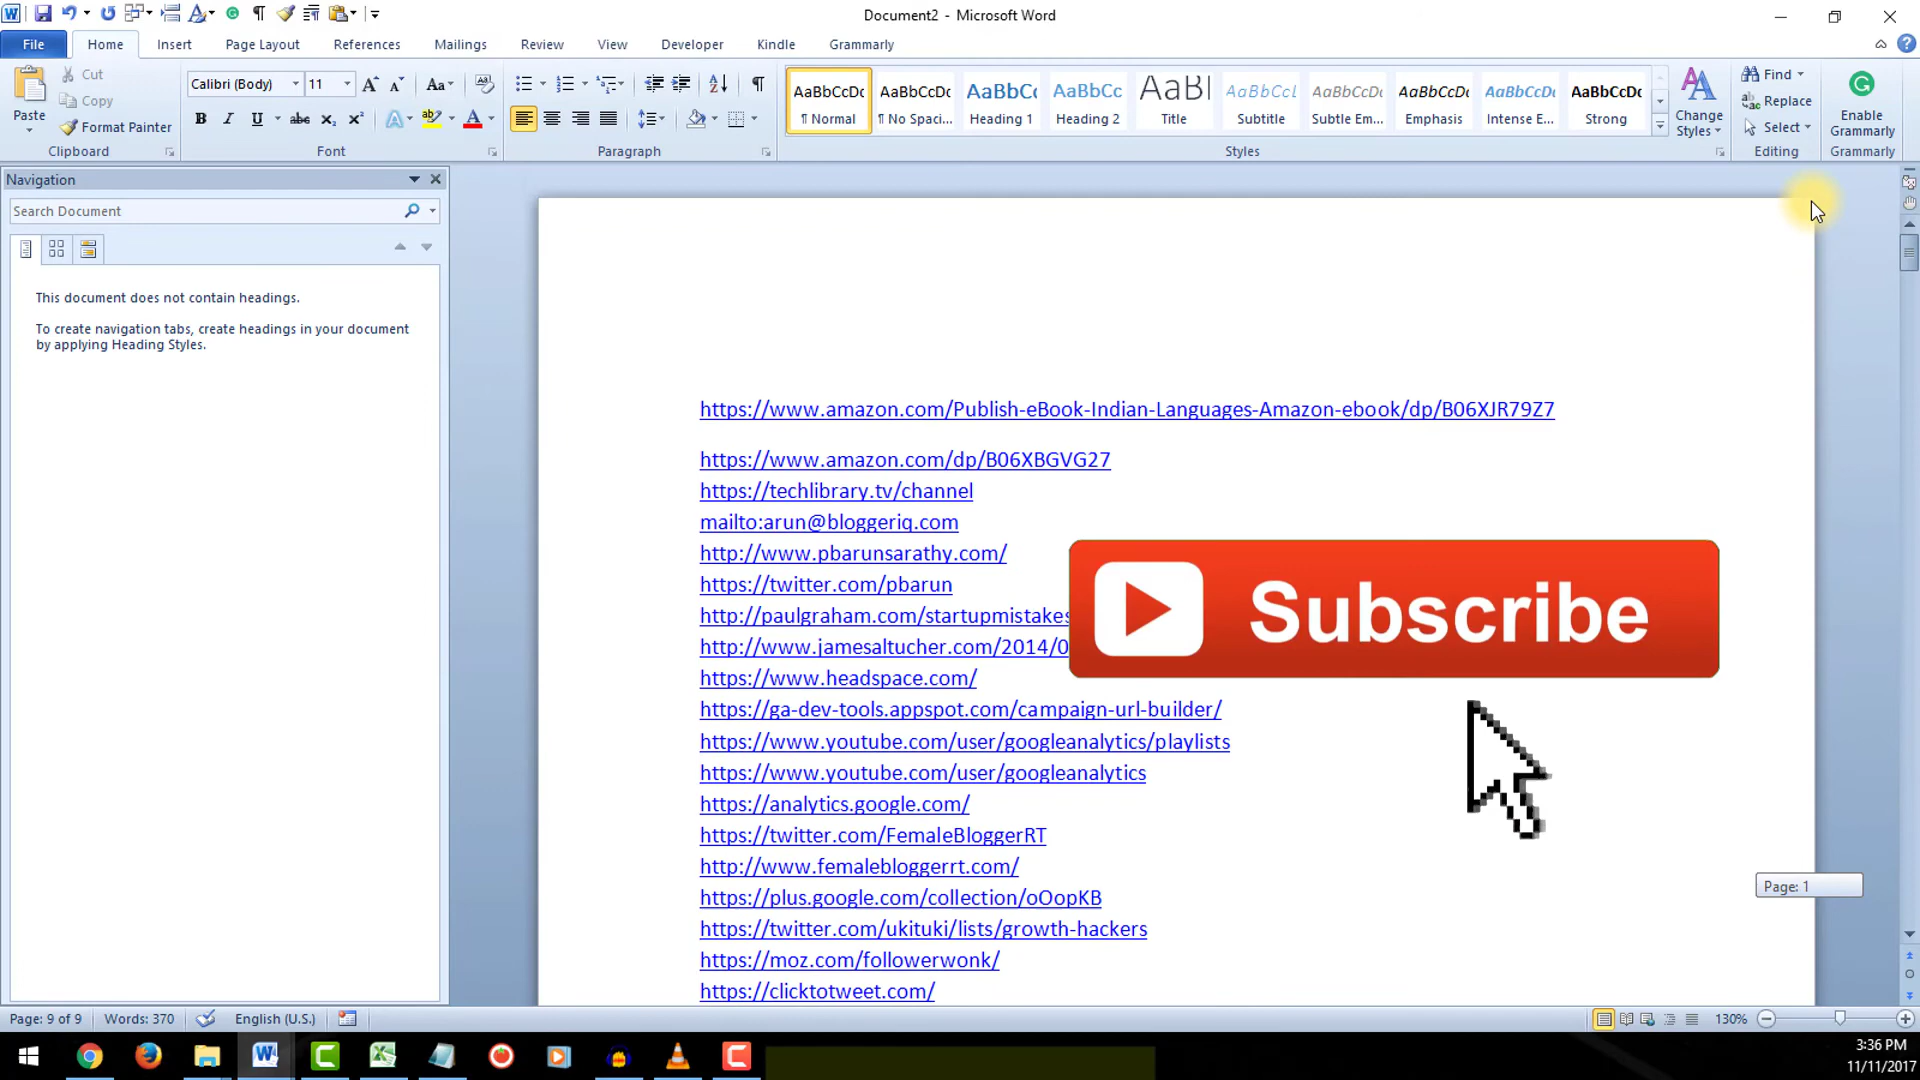 Document2 - Microsoft Word
File Home Insert Page Layout References Mailings Review View Developer Kindle Grammarly
Paste Cut
Copy
Format Painter
Clipboard
Calibri (Body) 11
Font
Paragraph
AaBbCcDc AaBbCcDc AaBbCc AaBbCc AaBl AaBbCcL AaBbCcDc AaBbCcDc AaBbCcDc AaBbCcDc
¶ Normal ¶ No Spaci... Heading 1 Heading 2 Title Subtitle Subtle Em... Emphasis Intense E... Strong
Styles
Change Styles
Find
Replace
Select
Editing
Enable Grammarly
Grammarly
Navigation
Search Document
This document does not contain headings.
To create navigation tabs, create headings in your document
by applying Heading Styles.
https://www.amazon.com/Publish-eBook-Indian-Languages-Amazon-ebook/dp/B06XJR79Z7
https://www.amazon.com/dp/B06XBGVG27
https://techlibrary.tv/channel
mailto:arun@bloggeriq.com
http://www.pbarunsarathy.com/
https://twitter.com/pbarun
http://paulgraham.com/startupmistakes
http://www.jamesaltucher.com/2014/0
https://www.headspace.com/
https://ga-dev-tools.appspot.com/campaign-url-builder/
https://www.youtube.com/user/googleanalytics/playlists
https://www.youtube.com/user/googleanalytics
https://analytics.google.com/
https://twitter.com/FemaleBloggerRT
http://www.femalebloggerrt.com/
https://plus.google.com/collection/oOopKB
https://twitter.com/ukituki/lists/growth-hackers
https://moz.com/followerwonk/
https://clicktotweet.com/
Subscribe
Page: 1
Page: 9 of 9 Words: 370 English (U.S.) 130%
3:36 PM
11/11/2017